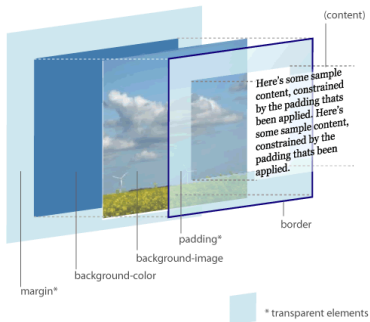 (content)
Here's some sample
content, constrained
by the padding thats
been applied. Here's
some sample content,
constrained by the
padding thats been
applied.
border
padding*
background-image
background-color
margin*
* transparent elements